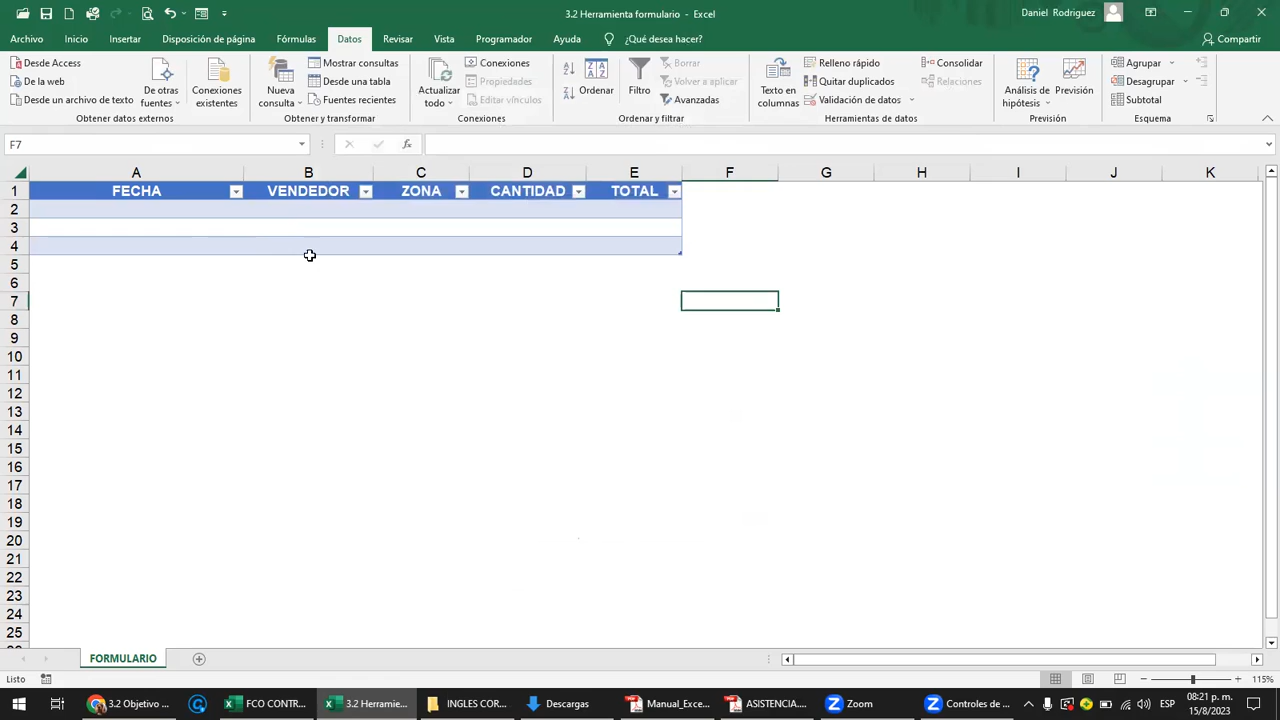 3.2 Herramienta formulario - Excel
Daniel Rodriguez
Archivo Inicio Insertar Disposición de página Fórmulas Datos Revisar Vista Programador Ayuda ¿Qué desea hacer? Compartir
Desde Access
De la web
Desde un archivo de texto
De otras fuentes
Conexiones existentes
Obtener datos externos
Nueva consulta
Mostrar consultas
Desde una tabla
Fuentes recientes
Obtener y transformar
Actualizar todo
Conexiones
Propiedades
Editar vínculos
Conexiones
Ordenar
Filtro
Borrar
Volver a aplicar
Avanzadas
Ordenar y filtrar
Texto en columnas
Relleno rápido
Quitar duplicados
Validación de datos
Consolidar
Relaciones
Herramientas de datos
Análisis de hipótesis
Previsión
Previsión
Agrupar
Desagrupar
Subtotal
Esquema
F7
A B C D E F G H I J K
1 FECHA VENDEDOR ZONA CANTIDAD TOTAL
2
3
4
5
6
7
8
9
10
11
12
13
14
15
16
17
18
19
20
21
22
23
24
25
FORMULARIO
Listo
115%
3.2 Objetivo ...
FCO CONTR...
3.2 Herramie...
INGLES COR...
Descargas
Manual_Exce...
ASISTENCIA....
Zoom
Controles de ...
ESP
08:21 p. m.
15/8/2023